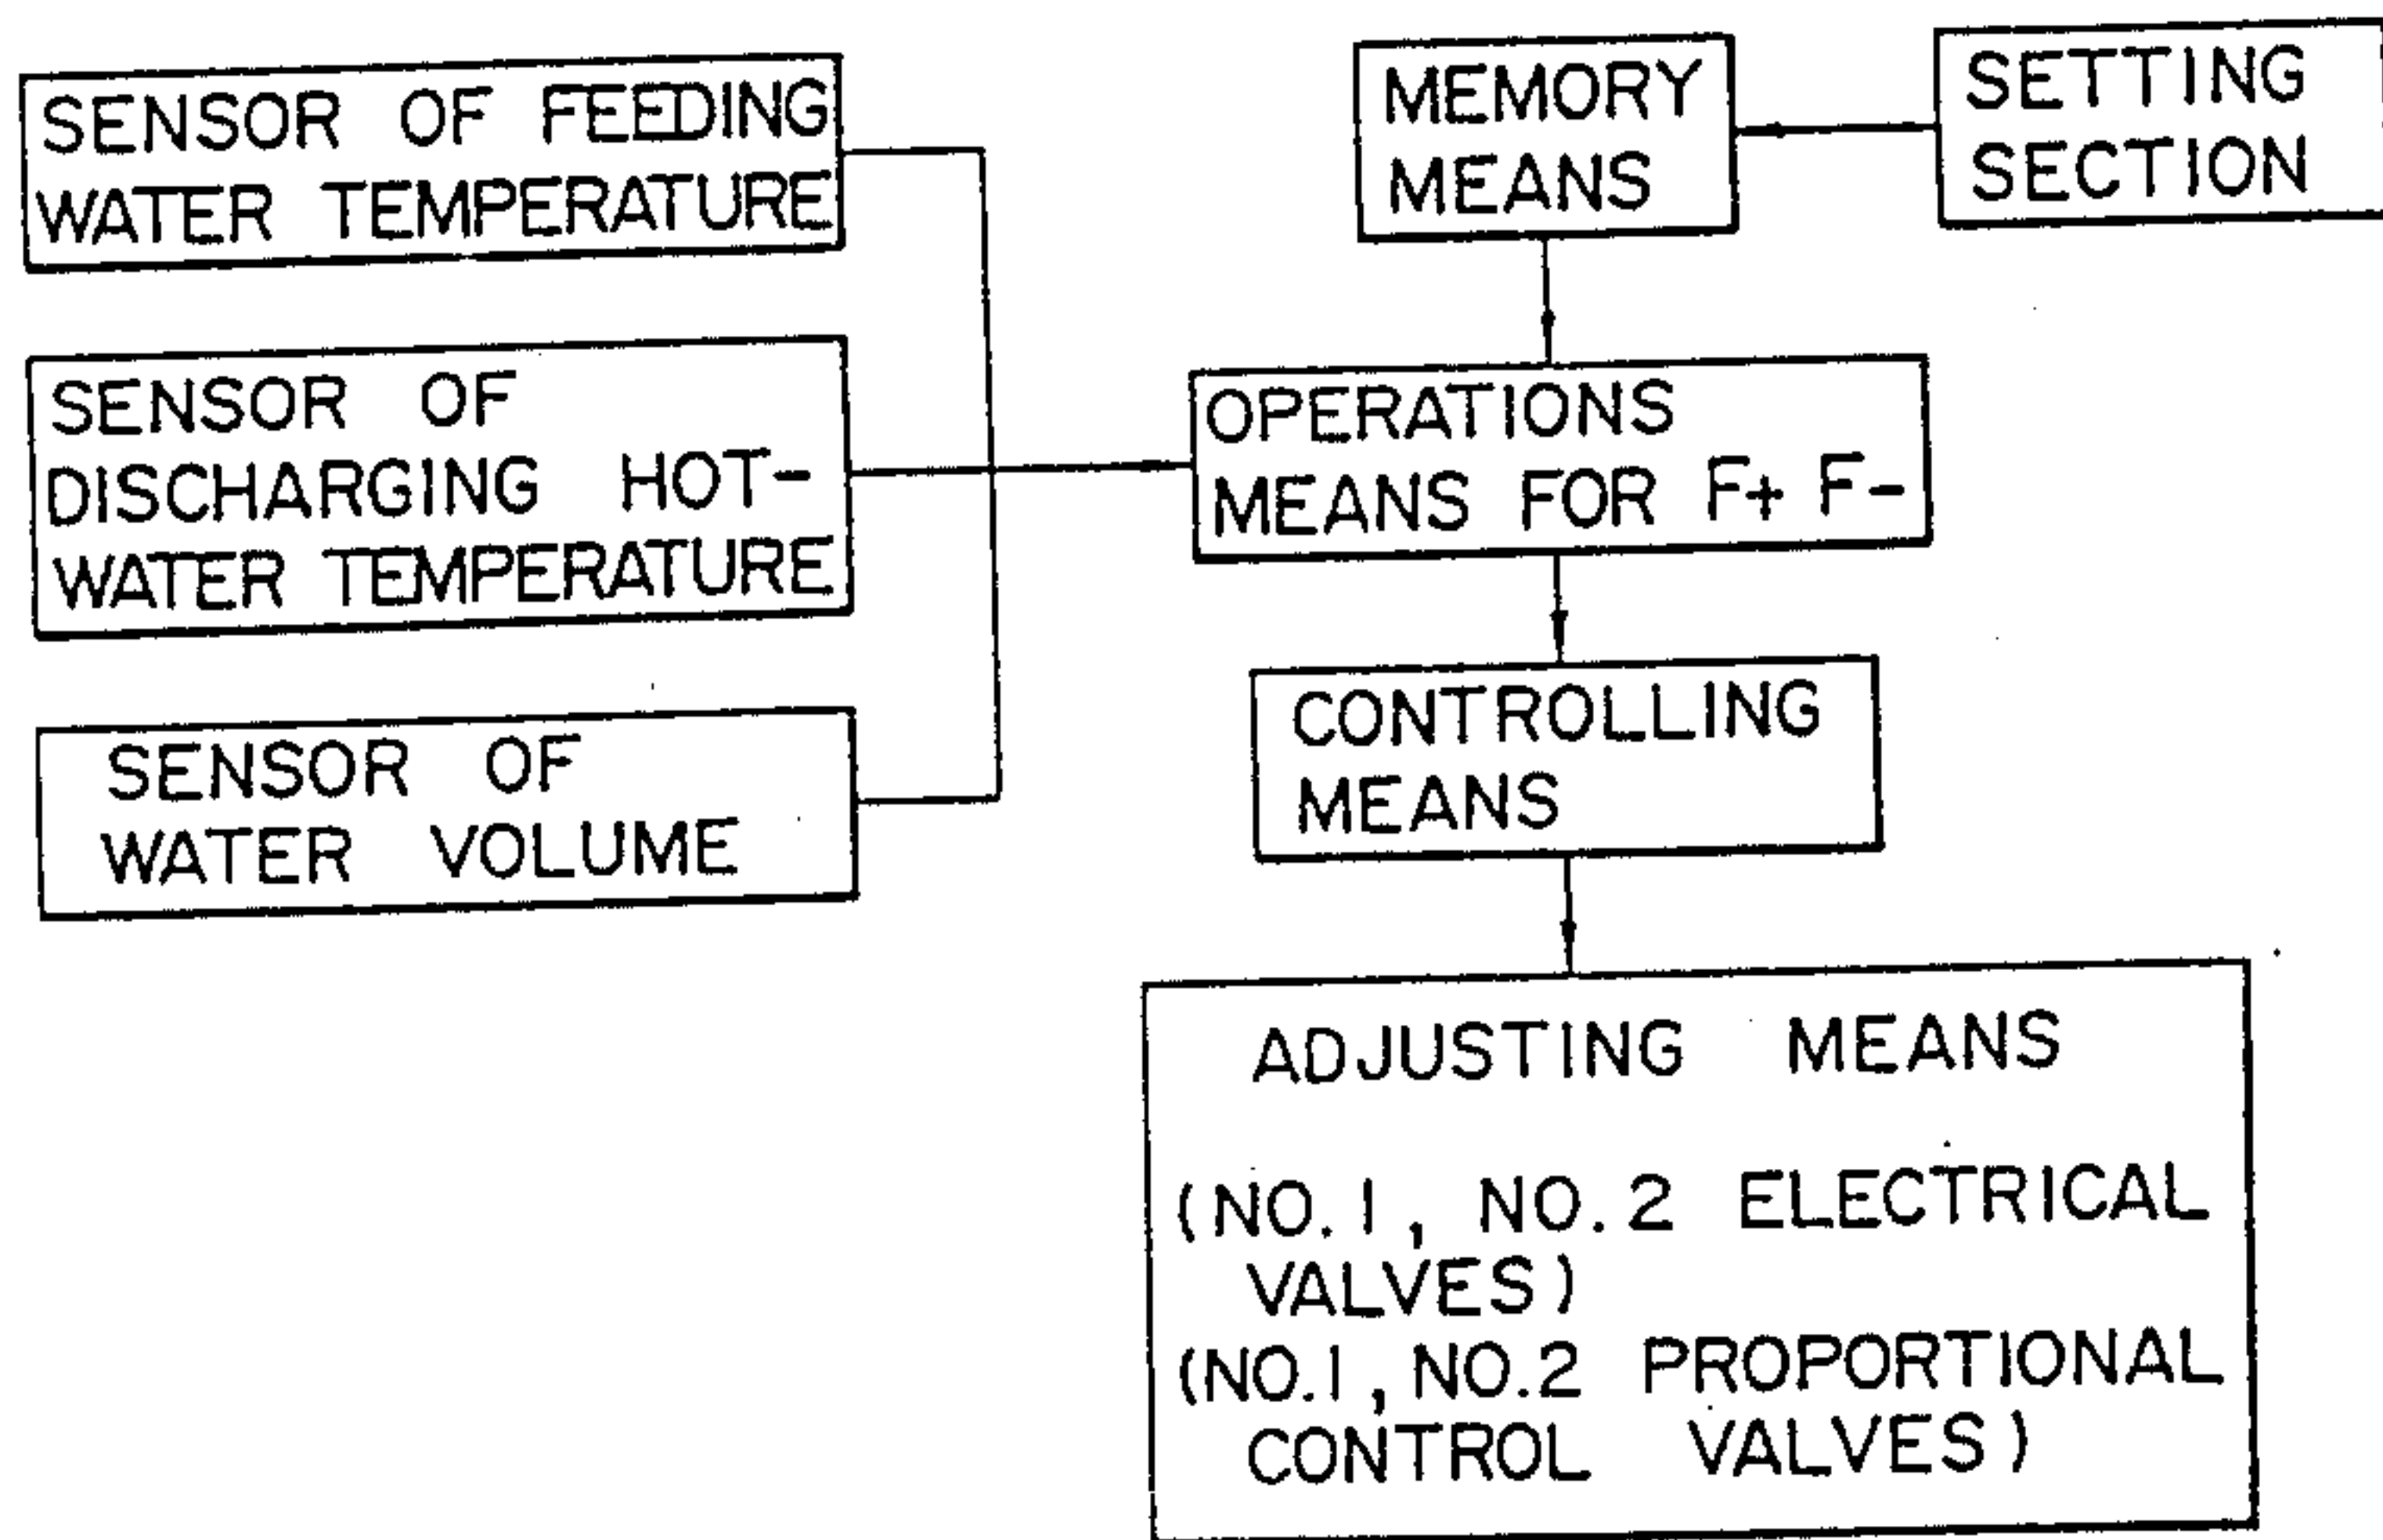 SENSOR OF FEEDING
WATER TEMPERATURE
SENSOR OF
DISCHARGING HOT-
WATER TEMPERATURE
SENSOR OF
WATER VOLUME
MEMORY
MEANS
SETTING
SECTION
OPERATIONS
MEANS FOR F+ F-
CONTROLLING
MEANS
ADJUSTING MEANS
(NO.1, NO.2 ELECTRICAL
VALVES)
(NO.1, NO.2 PROPORTIONAL
CONTROL VALVES)